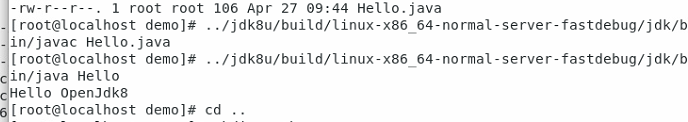 -rw-r--r--. 1 root root 106 Apr 27 09:44 Hello.java
[root@localhost demo]# ../jdk8u/build/linux-x86_64-normal-server-fastdebug/jdk/b
in/javac Hello.java
[root@localhost demo]# ../jdk8u/build/linux-x86_64-normal-server-fastdebug/jdk/b
in/java Hello
Hello OpenJdk8
[root@localhost demo]# cd ..